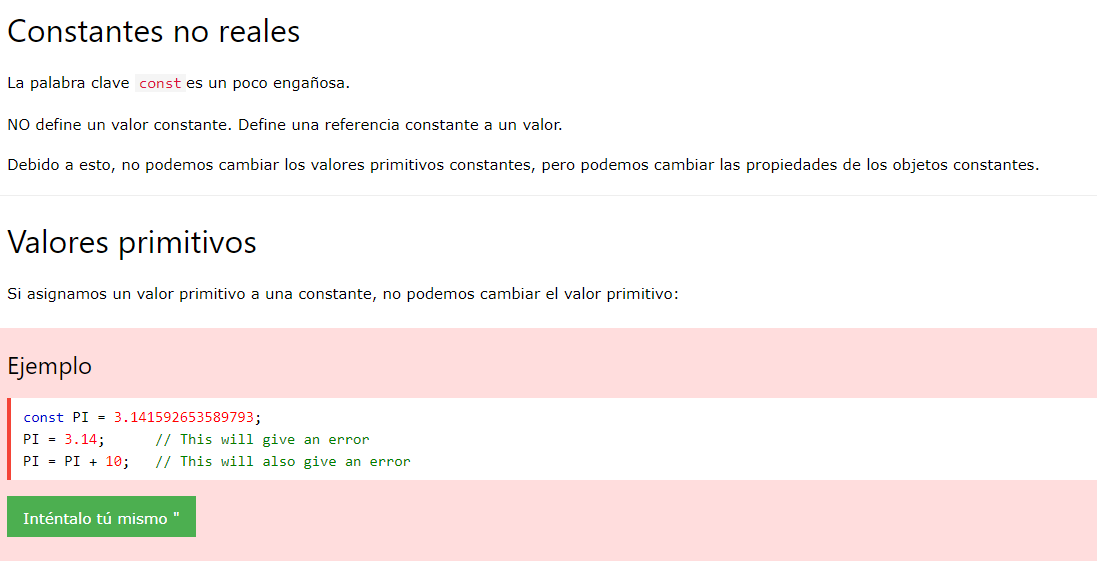 Constantes no reales
La palabra clave const es un poco engañosa.
NO define un valor constante. Define una referencia constante a un valor.
Debido a esto, no podemos cambiar los valores primitivos constantes, pero podemos cambiar las propiedades de los objetos constantes.
Valores primitivos
Si asignamos un valor primitivo a una constante, no podemos cambiar el valor primitivo:
Ejemplo
const PI = 3.141592653589793;
PI = 3.14;      // This will give an error
PI = PI + 10;   // This will also give an error
Inténtalo tú mismo "